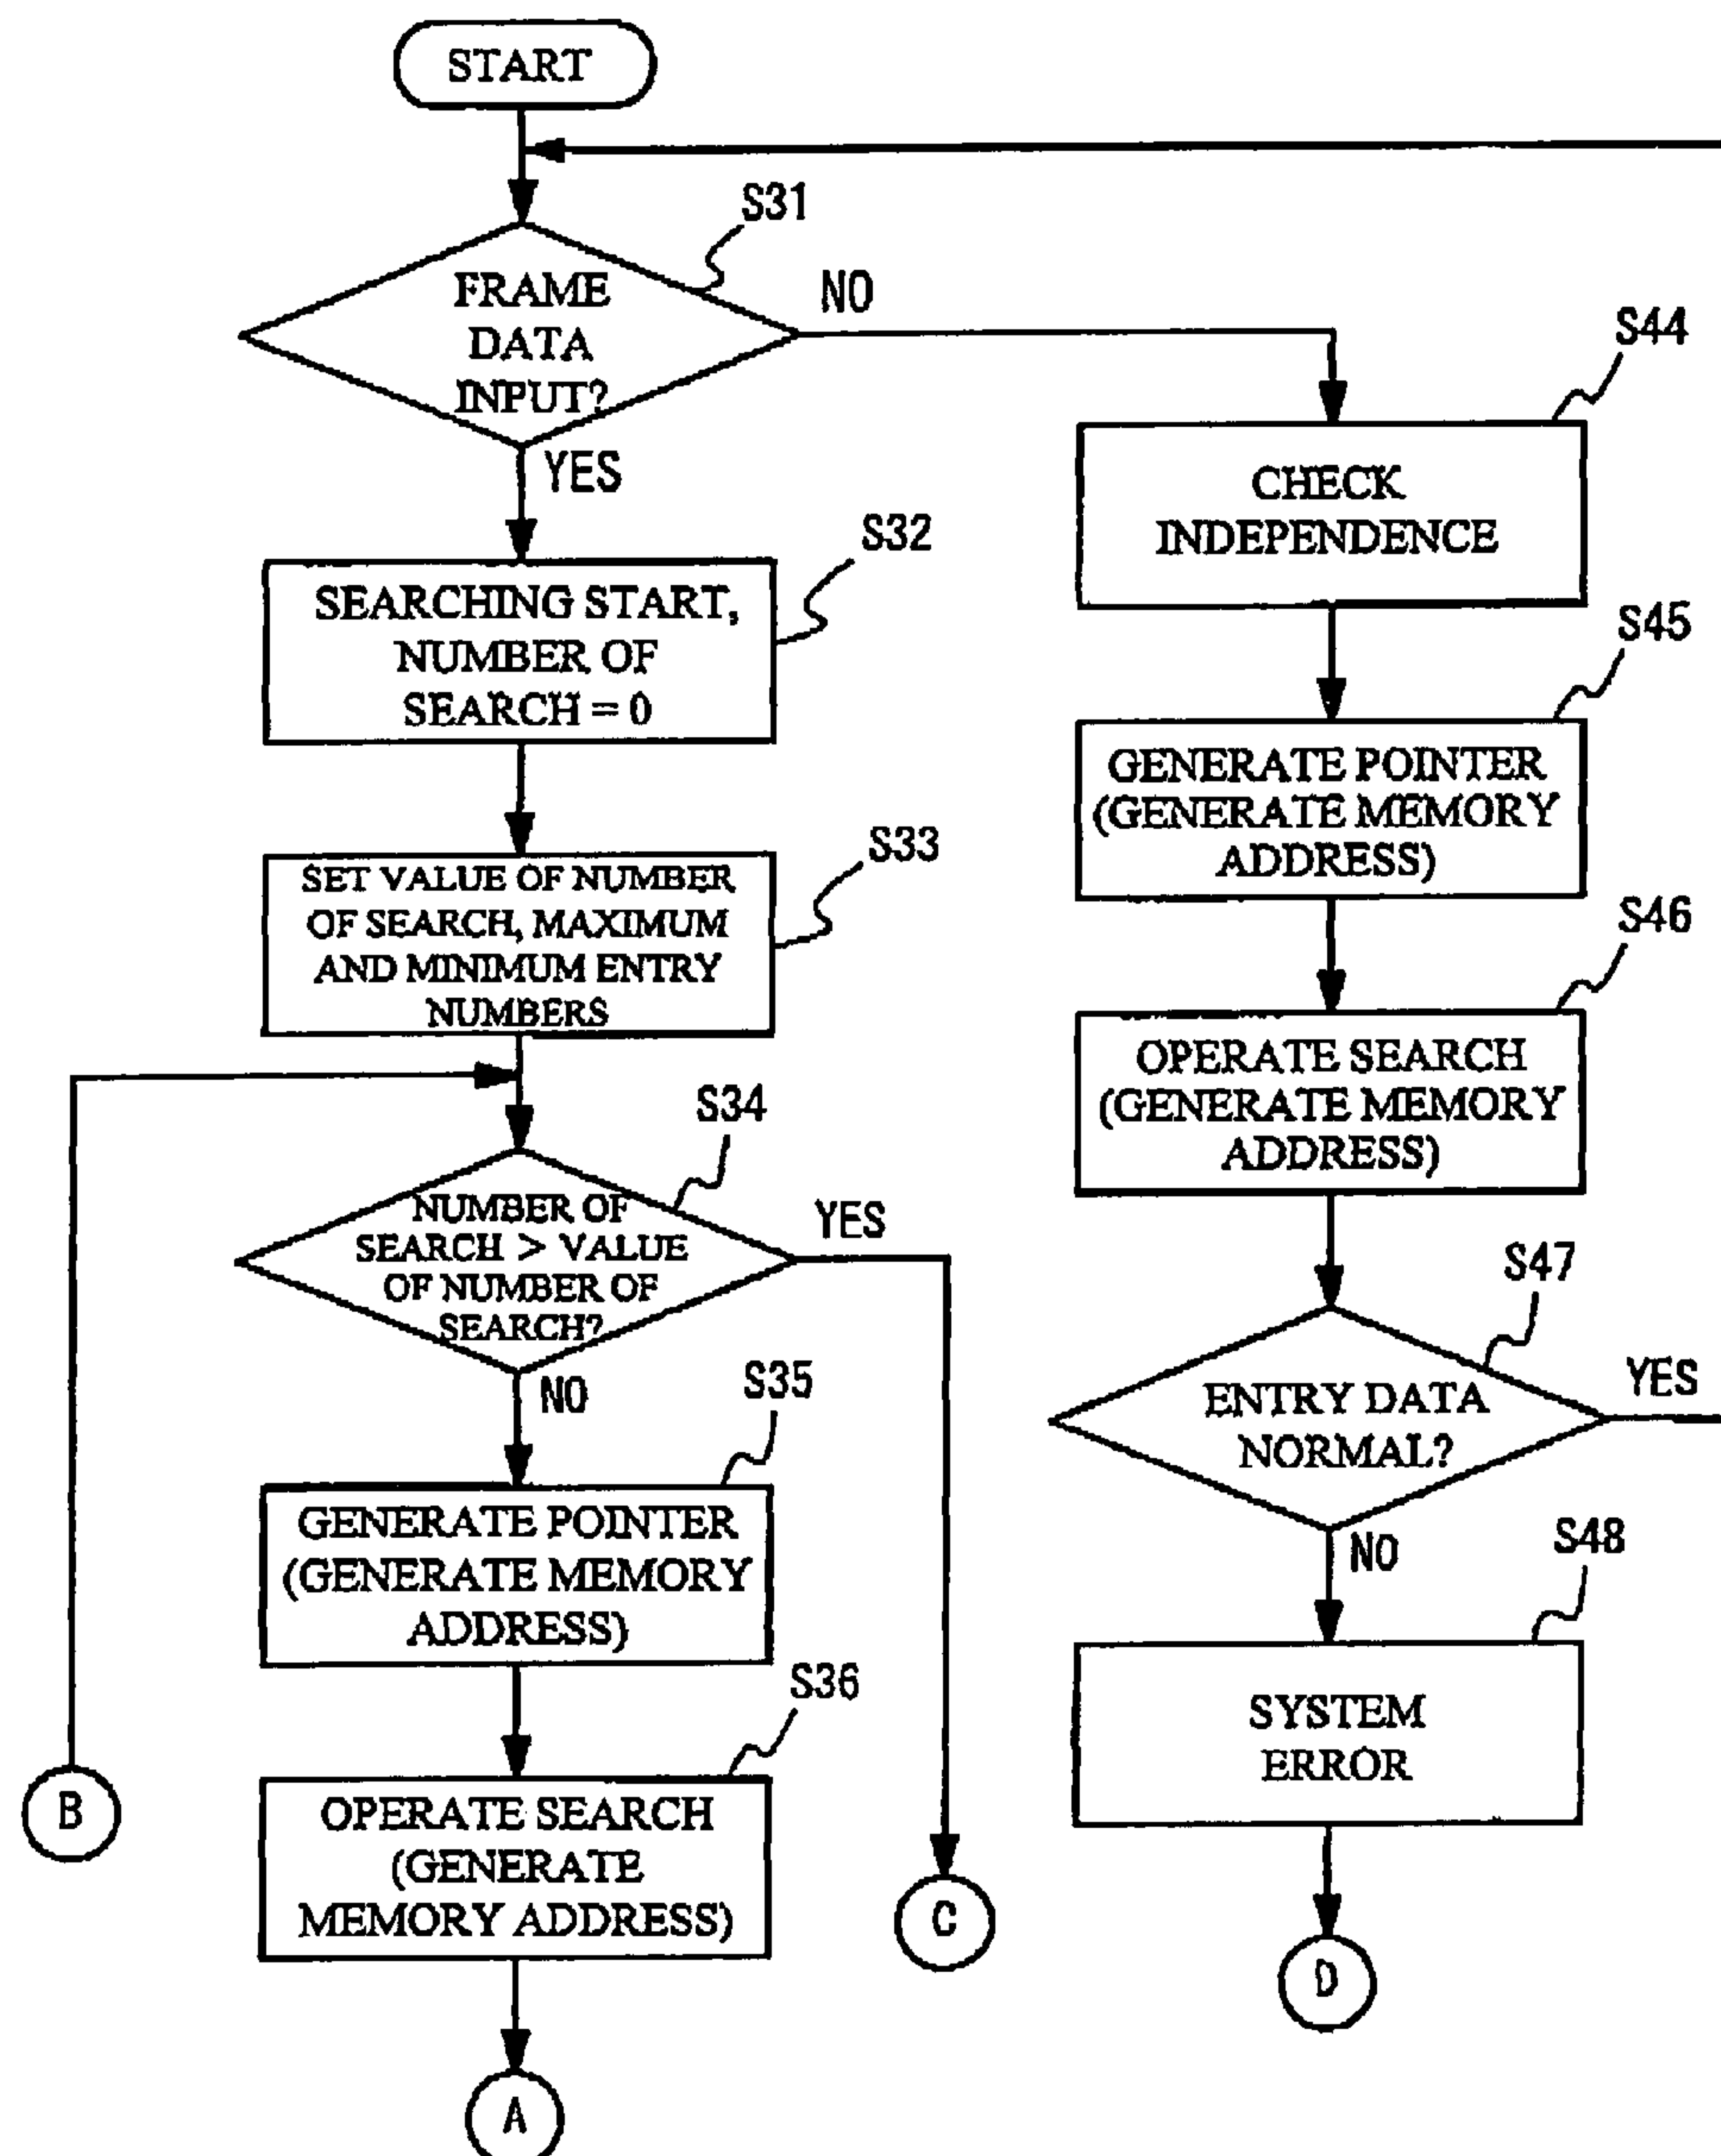 START
S31
FRAME
DATA
INPUT?
NO
YES
S32
SEARCHING START,
NUMBER OF
SEARCH = 0
S33
SET VALUE OF NUMBER
OF SEARCH, MAXIMUM
AND MINIMUM ENTRY
NUMBERS
S34
NUMBER OF
SEARCH > VALUE
OF NUMBER OF
SEARCH?
YES
NO
S35
GENERATE POINTER
(GENERATE MEMORY
ADDRESS)
S36
OPERATE SEARCH
(GENERATE
MEMORY ADDRESS)
B
C
A
S44
CHECK
INDEPENDENCE
S45
GENERATE POINTER
(GENERATE MEMORY
ADDRESS)
S46
OPERATE SEARCH
(GENERATE MEMORY
ADDRESS)
S47
ENTRY DATA
NORMAL?
YES
NO
S48
SYSTEM
ERROR
D